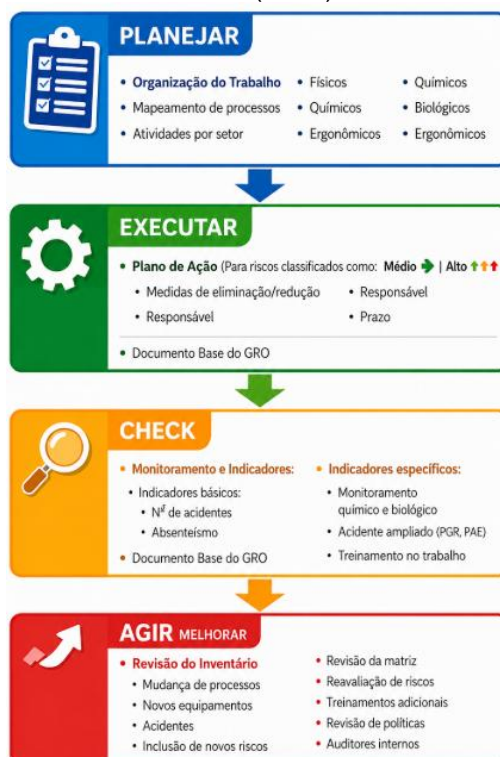 PLANEJAR
• Organização do Trabalho • Físicos • Químicos
• Mapeamento de processos • Químicos • Biológicos
• Atividades por setor • Ergonômicos • Ergonômicos
EXECUTAR
• Plano de Ação (Para riscos classificados como: Médio | Alto
• Medidas de eliminação/redução • Responsável
• Responsável • Prazo
• Documento Base do GRO
CHECK
• Monitoramento e Indicadores: • Indicadores específicos:
• Indicadores básicos: • Monitoramento
• Nº de acidentes químico e biológico
• Absenteísmo • Acidente ampliado (PGR, PAE)
• Documento Base do GRO • Treinamento no trabalho
AGIR MELHORAR
• Revisão do Inventário • Revisão da matriz
• Mudança de processos • Reavaliação de riscos
• Novos equipamentos • Treinamentos adicionais
• Acidentes • Revisão de políticas
• Inclusão de novos riscos • Auditores internos